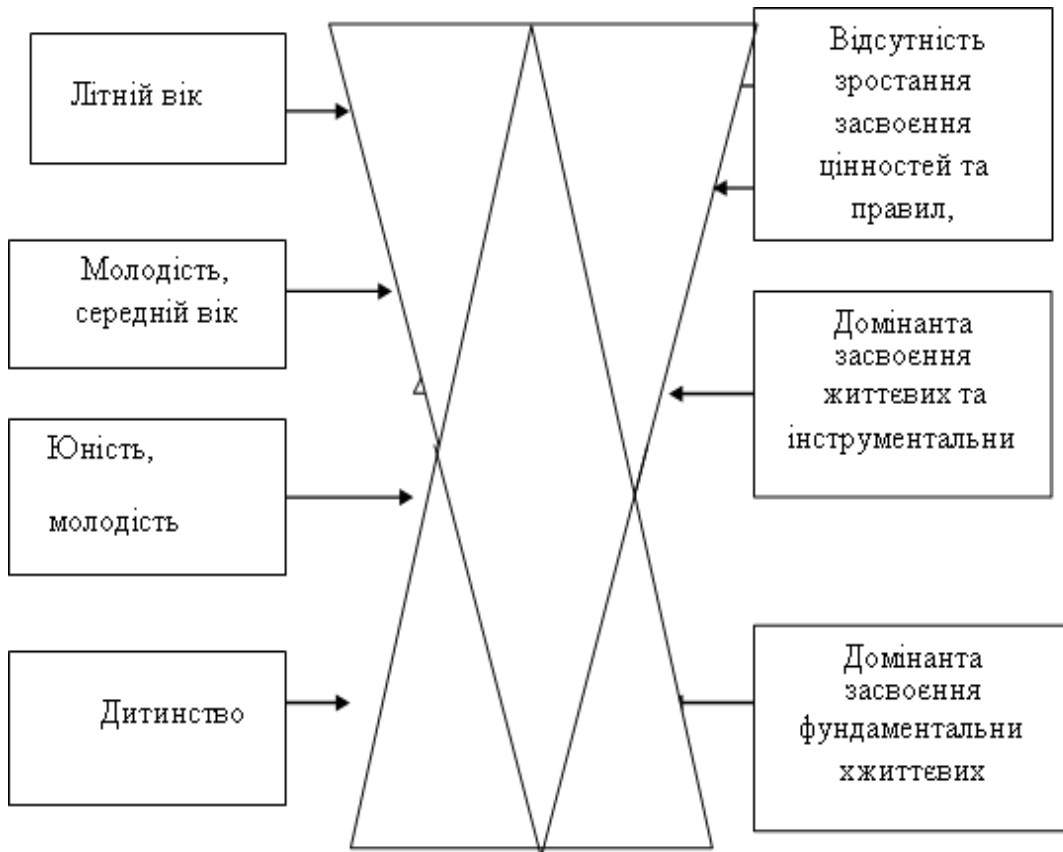 Літній вік
Молодість,
середній вік
Юність,
молодість
Дитинство
Відсутність
зростання
засвоєння
цінностей та
правил,
Домінанта
засвоєння
життєвих та
інструментальни
Домінанта
засвоєння
фундаментальни
хжиттєвих